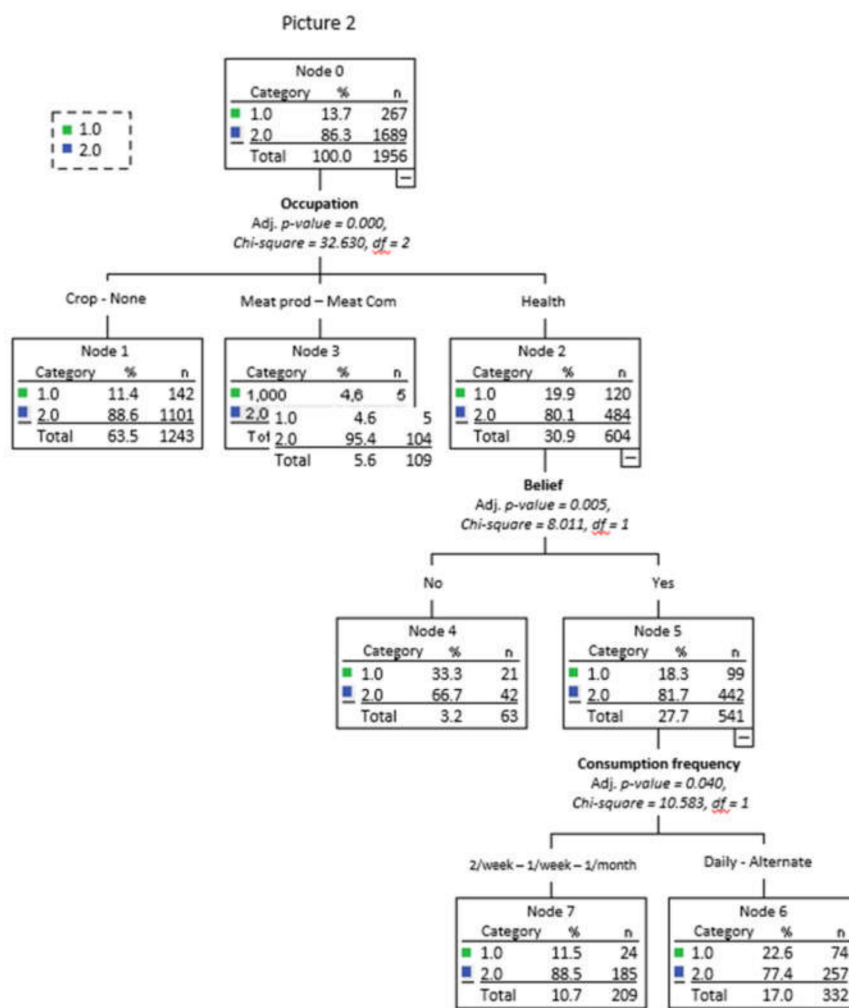 Picture 2
Node 0
Category % n
1.0 13.7 267
2.0 86.3 1689
Total 100.0 1956
1.0
2.0
Occupation
Adj. p-value = 0.000,
Chi-square = 32.630, df = 2
Crop - None
Meat prod – Meat Com
Health
Node 1
Category % n
1.0 11.4 142
2.0 88.6 1101
Total 63.5 1243
Node 3
Category % n
1,000 4,6 5
2,0
1.0 4.6 5
2.0 95.4 104
Total 5.6 109
Node 2
Category % n
1.0 19.9 120
2.0 80.1 484
Total 30.9 604
Belief
Adj. p-value = 0.005,
Chi-square = 8.011, df = 1
No
Yes
Node 4
Category % n
1.0 33.3 21
2.0 66.7 42
Total 3.2 63
Node 5
Category % n
1.0 18.3 99
2.0 81.7 442
Total 27.7 541
Consumption frequency
Adj. p-value = 0.040,
Chi-square = 10.583, df = 1
2/week – 1/week – 1/month
Daily - Alternate
Node 7
Category % n
1.0 11.5 24
2.0 88.5 185
Total 10.7 209
Node 6
Category % n
1.0 22.6 74
2.0 77.4 257
Total 17.0 332